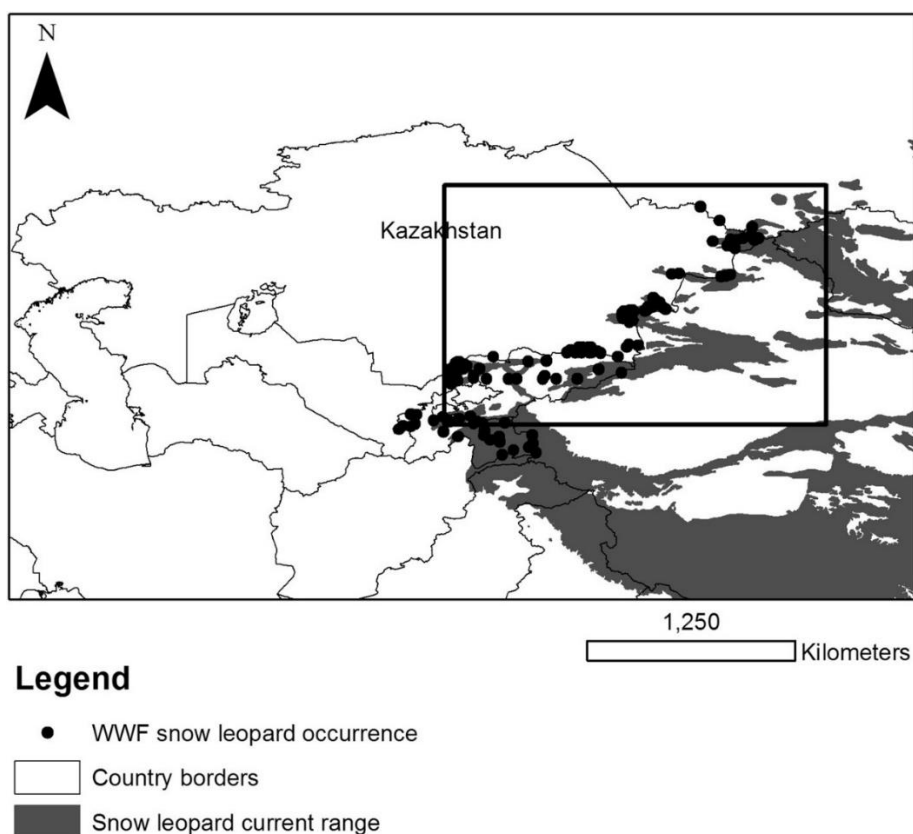 N
Kazakhstan
1,250
Kilometers
Legend
WWF snow leopard occurrence
Country borders
Snow leopard current range